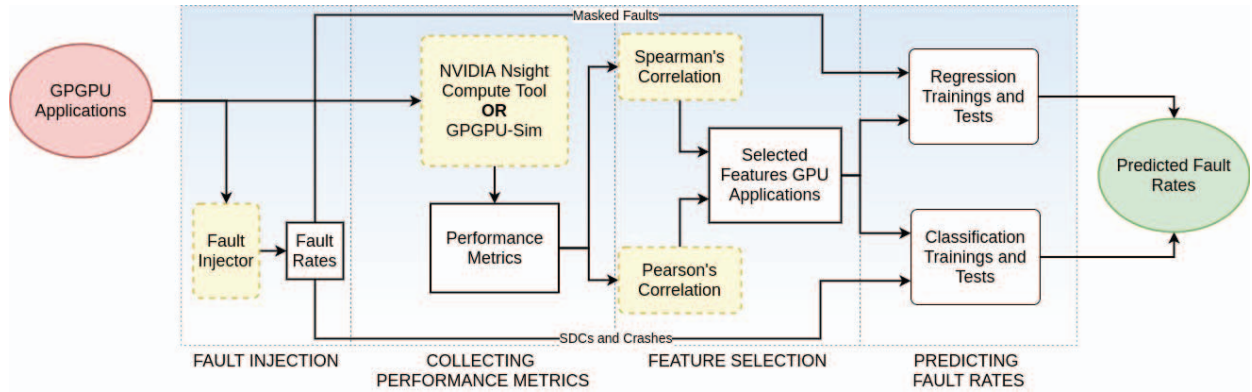 Masked Faults
GPGPU
Applications
NVIDIA Nsight
Compute Tool
OR
GPGPU-Sim
Spearman's
Correlation
Regression
Trainings and
Tests
Selected
Features GPU
Applications
Predicted Fault
Rates
Fault
Injector
Fault
Rates
Performance
Metrics
Pearson's
Correlation
Classification
Trainings and
Tests
SDCs and Crashes
FAULT INJECTION
COLLECTING
PERFORMANCE METRICS
FEATURE SELECTION
PREDICTING
FAULT RATES